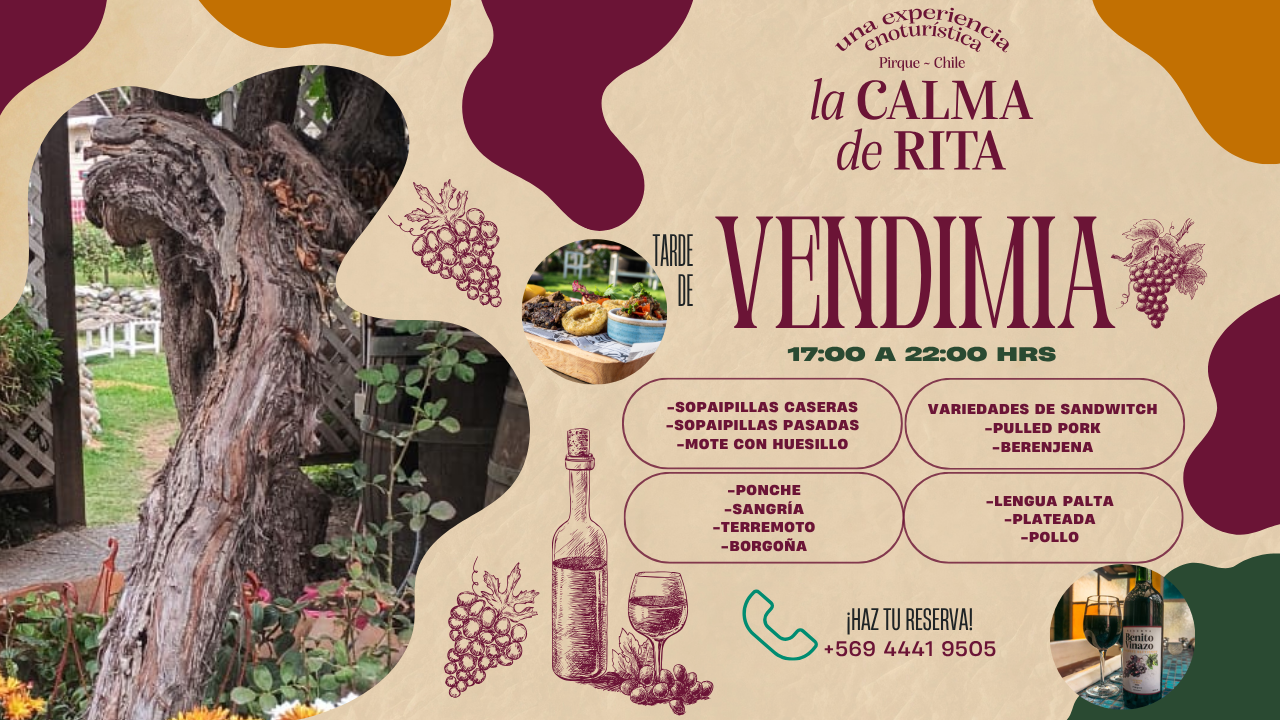 una experiencia
enoturística
Pirque ~ Chile
la CALMA
de RITA
TARDE
DE
VENDIMIA
17:00 A 22:00 HRS
-SOPAIPILLAS CASERAS
-SOPAIPILLAS PASADAS
-MOTE CON HUESILLO
VARIEDADES DE SANDWITCH
-PULLED PORK
-BERENJENA
-PONCHE
-SANGRÍA
-TERREMOTO
-BORGOÑA
-LENGUA PALTA
-PLATEADA
-POLLO
¡HAZ TU RESERVA!
+569 4441 9505
Benito
Vinazo